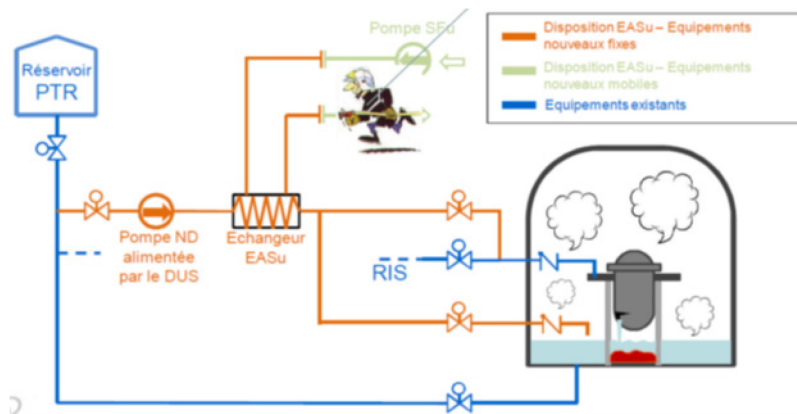 Pompe SFu
Disposition EASu – Equipements
nouveaux fixes
Disposition EASu – Equipements
nouveaux mobiles
Equipements existants
Réservoir
PTR
Pompe ND
alimentée
par le DUS
Echangeur
EASu
RIS